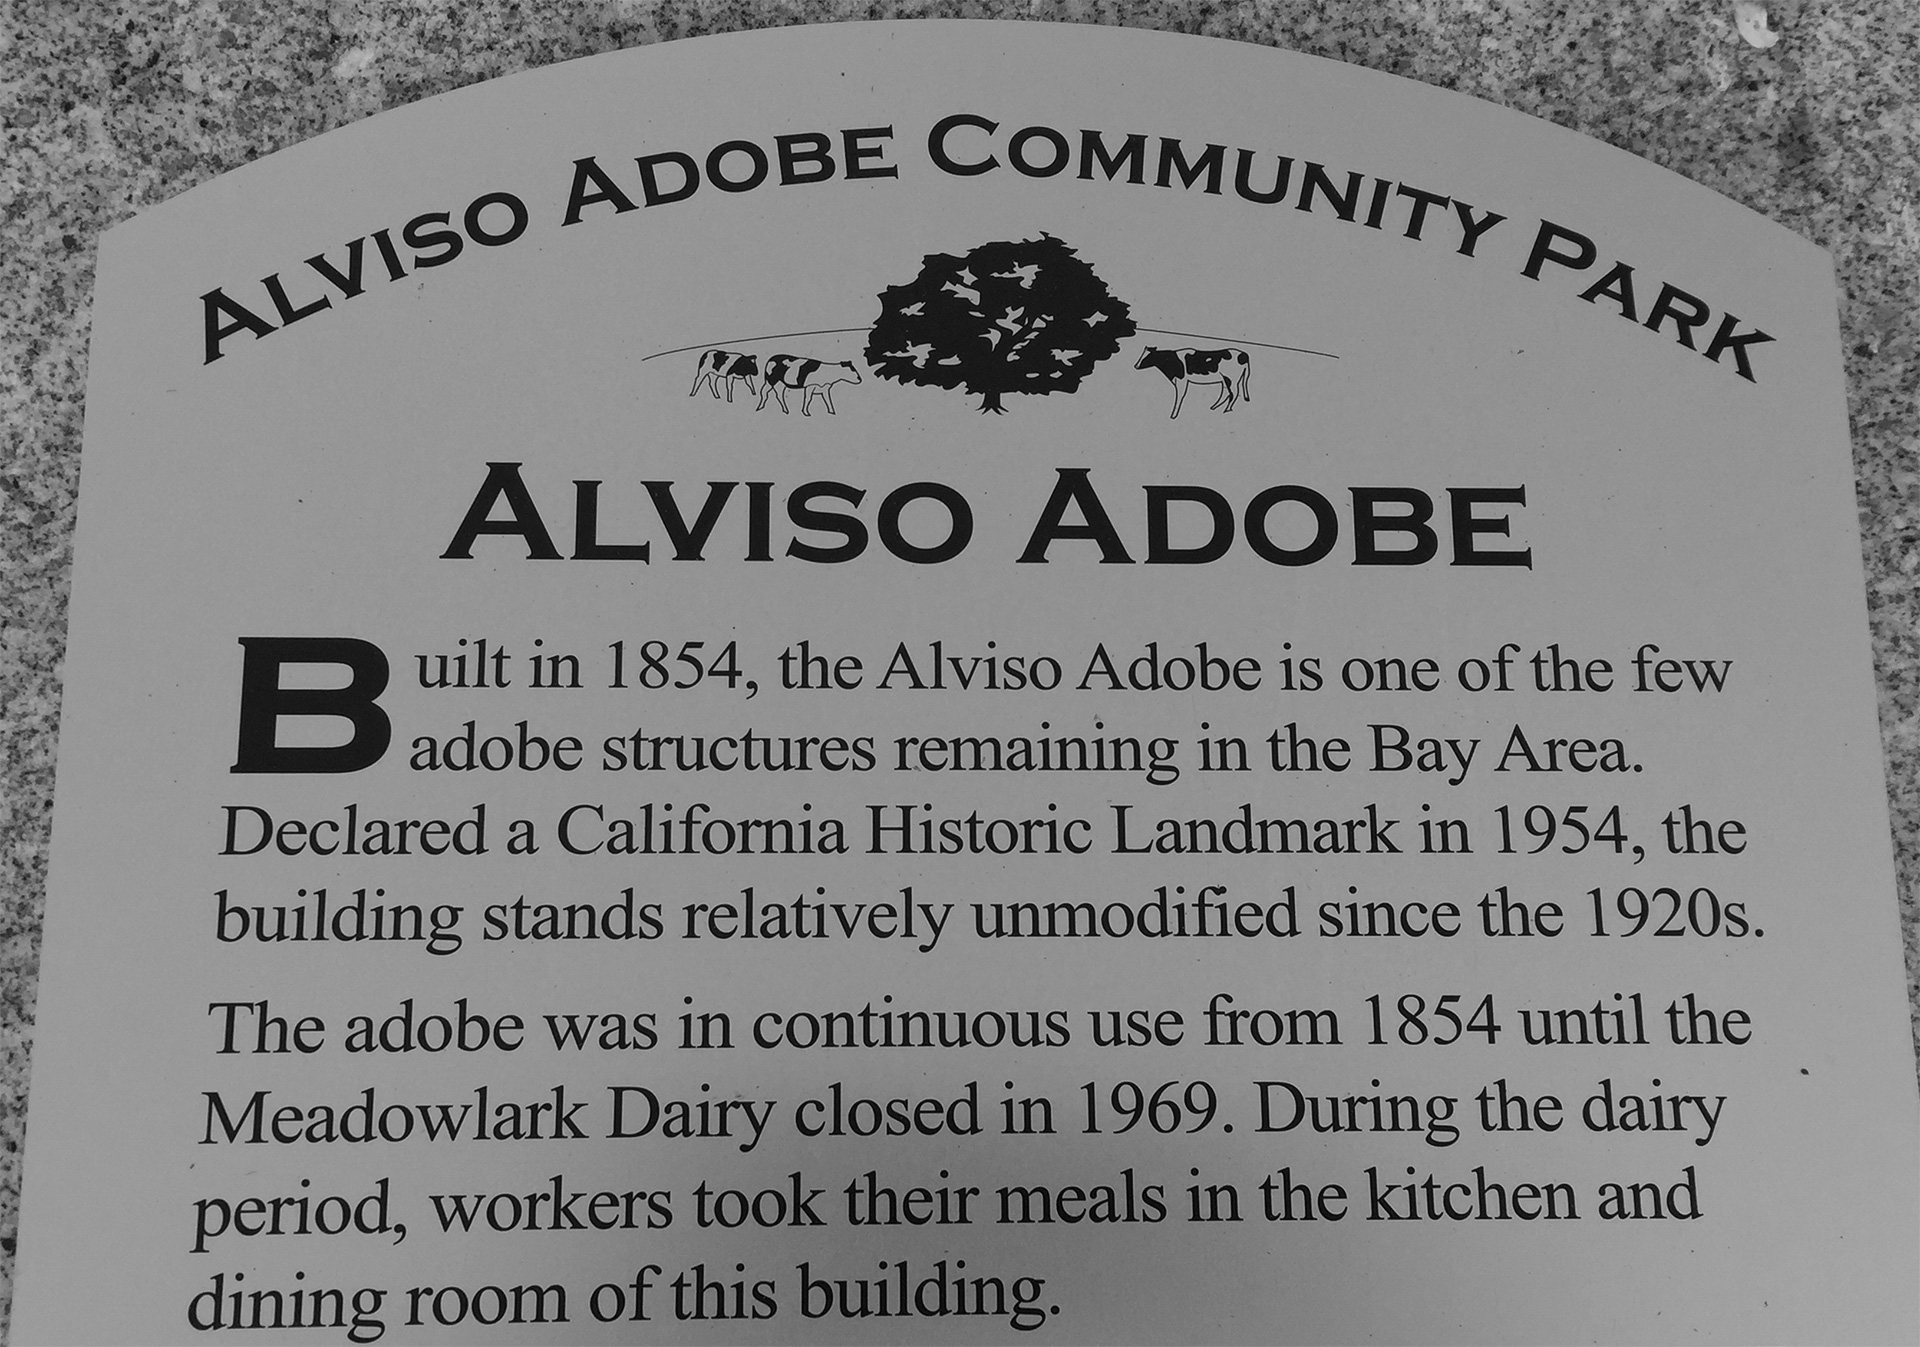 ALVISO ADOBE COMMUNITY PARK
ALVISO ADOBE
Built in 1854, the Alviso Adobe is one of the few
adobe structures remaining in the Bay Area.
Declared a California Historic Landmark in 1954, the
building stands relatively unmodified since the 1920s.
The adobe was in continuous use from 1854 until the
Meadowlark Dairy closed in 1969. During the dairy
period, workers took their meals in the kitchen and
dining room of this building.